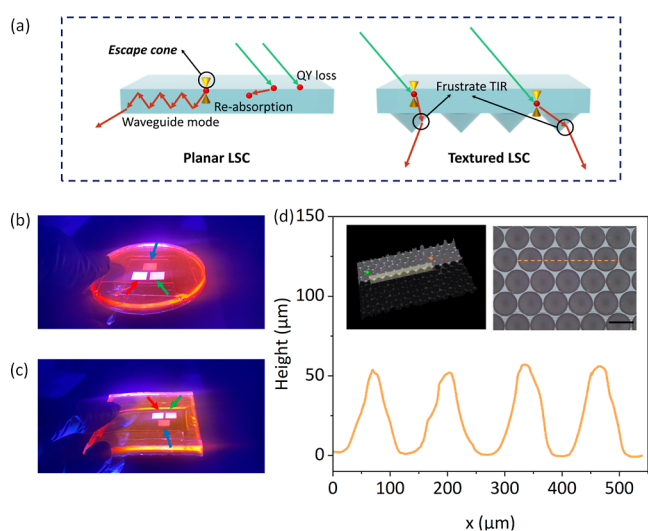 (a)
Escape cone
QY loss
Re-absorption
Waveguide mode
Planar LSC
Frustrate TIR
Textured LSC
(b)
(c)
(d)
150
100
50
0
Height (μm)
0 100 200 300 400 500
x (μm)